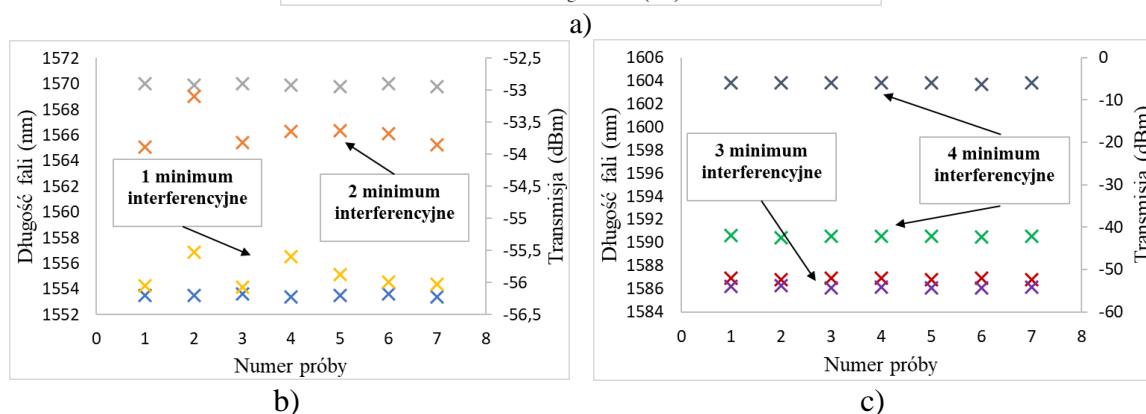 a)
1572
1570
1568
1566
1564
1562
1560
1558
1556
1554
1552
Długość fali (nm)
-52,5
-53
-53,5
-54
-54,5
-55
-55,5
-56
-56,5
Transmisja (dBm)
1 minimum
interferencyjne
2 minimum
interferencyjne
0 1 2 3 4 5 6 7 8
Numer próby
b)
1606
1604
1602
1600
1598
1596
1594
1592
1590
1588
1586
1584
Długość fali (nm)
0
-10
-20
-30
-40
-50
-60
Transmisja (dBm)
3 minimum
interferencyjne
4 minimum
interferencyjne
0 1 2 3 4 5 6 7 8
Numer próby
c)